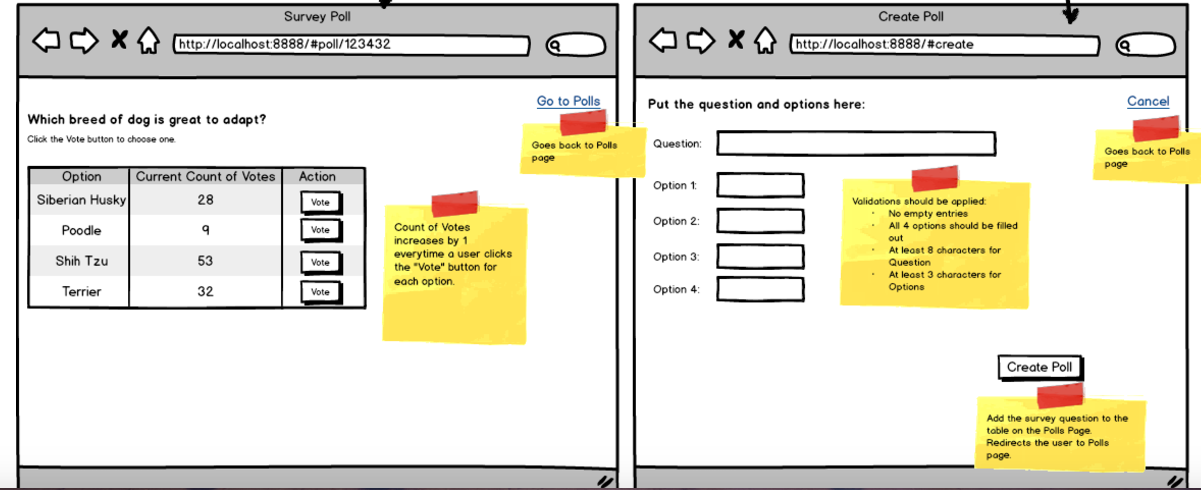 Survey Poll
http://localhost:8888/#poll/123432
Go to Polls
Which breed of dog is great to adapt?
Click the Vote button to choose one.
Goes back to Polls
page
Option Current Count of Votes Action
Siberian Husky 28 Vote
Poodle 9 Vote
Shih Tzu 53 Vote
Terrier 32 Vote
Count of Votes
increases by 1
everytime a user clicks
the "Vote" button for
each option.
Create Poll
http://localhost:8888/#create
Put the question and options here:
Cancel
Goes back to Polls
page
Question:
Option 1:
Option 2:
Option 3:
Option 4:
Validations should be applied:
· No empty entries
· All 4 options should be filled
out
· At least 8 characters for
Question
· At least 3 characters for
Options
Create Poll
Add the survey question to the
table on the Polls Page.
Redirects the user to Polls
page.